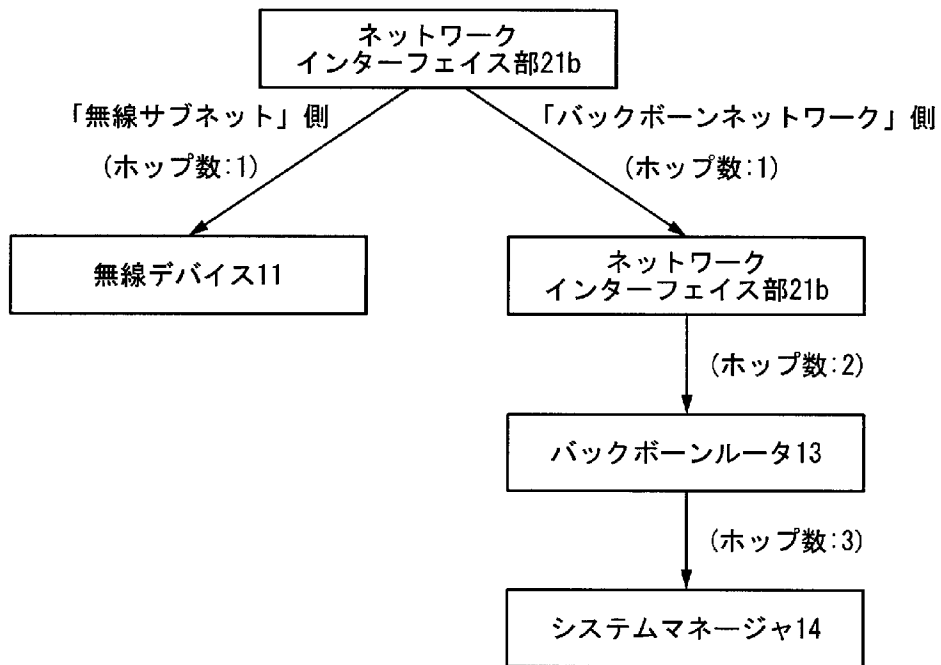 ネットワーク
インターフェイス部21b
「無線サブネット」側
(ホップ数:1)
「バックボーンネットワーク」側
(ホップ数:1)
無線デバイス11
ネットワーク
インターフェイス部21b
(ホップ数:2)
バックボーンルータ13
(ホップ数:3)
システムマネージャ14